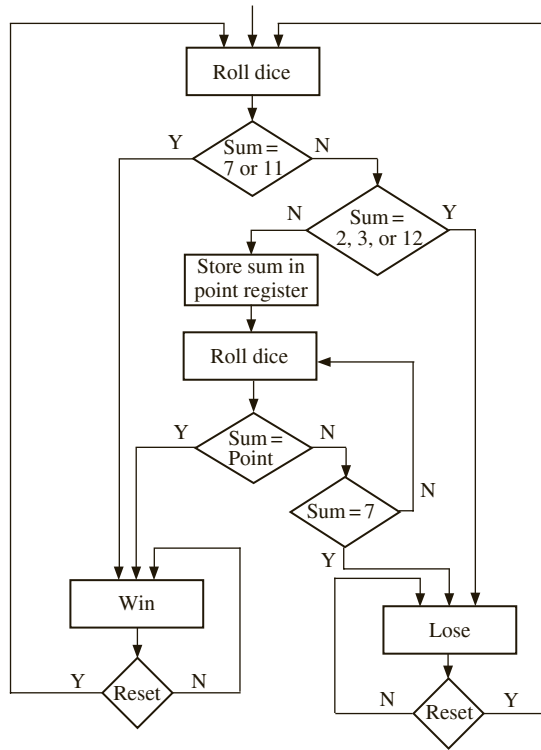 Roll dice
Y
Sum =
7 or 11
N
N
Sum =
2, 3, or 12
Y
Store sum in
point register
Roll dice
Y
Sum =
Point
N
Sum = 7
N
Y
Win
Lose
Y
Reset
N
N
Reset
Y